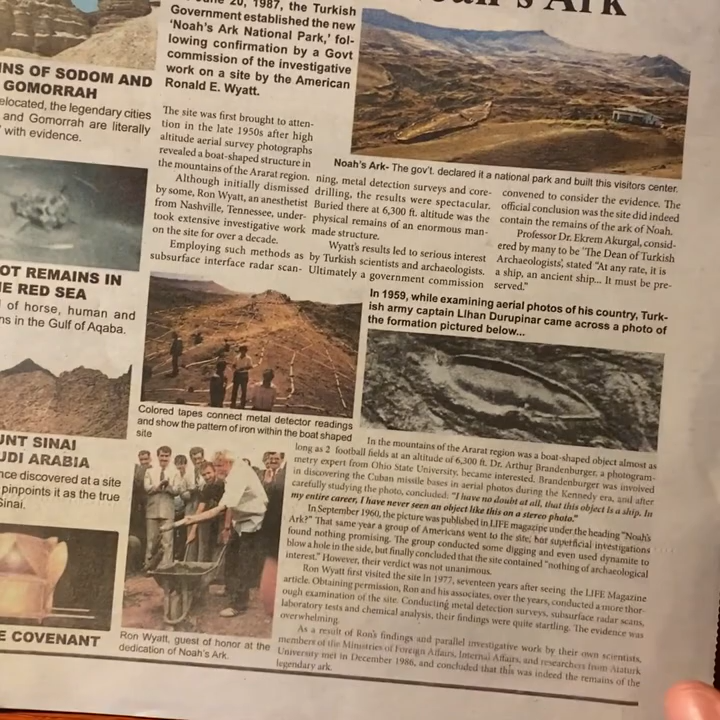 Noah's Ark
June 20, 1987, the Turkish
Government established the new
'Noah's Ark National Park,' fol-
lowing confirmation by a Govt
commission of the investigative
work on a site by the American
Ronald E. Wyatt.
The site was first brought to atten-
tion in the late 1950s after high
altitude aerial survey photographs
revealed a boat-shaped structure in
the mountains of the Ararat region.
Although initially dismissed
by some, Ron Wyatt, an anesthetist
from Nashville, Tennessee, under-
took extensive investigative work
on the site for over a decade.
Employing such methods as
subsurface interface radar scan-
Noah's Ark- The gov't. declared it a national park and built this visitors center.
ning, metal detection surveys and core-
drilling, the results were spectacular.
Buried there at 6,300 ft. altitude was the
physical remains of an enormous man-
made structure.
Wyatt's results led to serious interest
by Turkish scientists and archaeologists.
Ultimately a government commission
convened to consider the evidence. The
official conclusion was the site did indeed
contain the remains of the ark of Noah.
Professor Dr. Ekrem Akurgal, consid-
ered by many to be "The Dean of Turkish
Archaeologists', stated "At any rate, it is
a ship, an ancient ship... It must be pre-
served."
INS OF SODOM AND
GOMORRAH
elocated, the legendary cities
and Gomorrah are literally
with evidence.
OT REMAINS IN
E RED SEA
of horse, human and
ns in the Gulf of Aqaba.
UNT SINAI
UDI ARABIA
nce discovered at a site
pinpoints it as the true
Sinai.
E COVENANT
Colored tapes connect metal detector readings
and show the pattern of iron within the boat shaped
site
Ron Wyatt, guest of honor at the
dedication of Noah's Ark.
In 1959, while examining aerial photos of his country, Turk-
ish army captain Llhan Durupinar came across a photo of
the formation pictured below...
In the mountains of the Ararat region was a boat-shaped object almost as
long as 2 football fields at an altitude of 6,300 ft. Dr. Arthur Brandenburger, a photogram-
metry expert from Ohio State University, became interested. Brandenburger was involved
in discovering the Cuban missile bases in aerial photos during the Kennedy era, and after
carefully studying the photo, concluded: "I have no doubt at all, that this object is a ship. In
my entire career, I have never seen an object like this on a stereo photo."
In September 1960, the picture was published in LIFE magazine under the heading "Noah's
Ark?" That same year a group of Americans went to the site, but superficial investigations
found nothing promising. The group conducted some digging and even used dynamite to
blow a hole in the side, but finally concluded that the site contained "nothing of archaeological
interest." However, their verdict was not unanimous.
Ron Wyatt first visited the site In 1977, seventeen years after seeing the LIFE Magazine
article. Obtaining permission, Ron and his associates, over the years, conducted a more thor-
ough examination of the site. Conducting metal detection surveys, subsurface radar scans,
laboratory tests and chemical analysis, their findings were quite startling. The evidence was
overwhelming.
As a result of Ron's findings and parallel investigative work by their own scientists,
members of the Ministries of Foreign Affairs, Internal Affairs, and researchers from Ataturk
University met in December 1986, and concluded that this was indeed the remains of the
legendary ark.